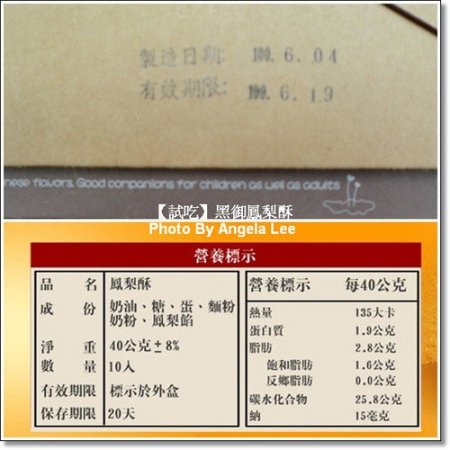 製造日期: 100. 6. 04
有效期限: 100. 6. 19
nese flavors. Good companions for children as well as adults.
【試吃】黑御鳳梨酥
Photo By Angela Lee
營養標示
品名 鳳梨酥
成份 奶油、糖、蛋、麵粉
奶粉、鳳梨餡
淨重 40公克±8%
數量 10入
有效期限 標示於外盒
保存期限 20天
營養標示 每40公克
熱量 135大卡
蛋白質 1.9公克
脂肪 2.8公克
飽和脂肪 1.6公克
反鄉脂肪 0.0公克
碳水化合物 25.8公克
納 15毫克